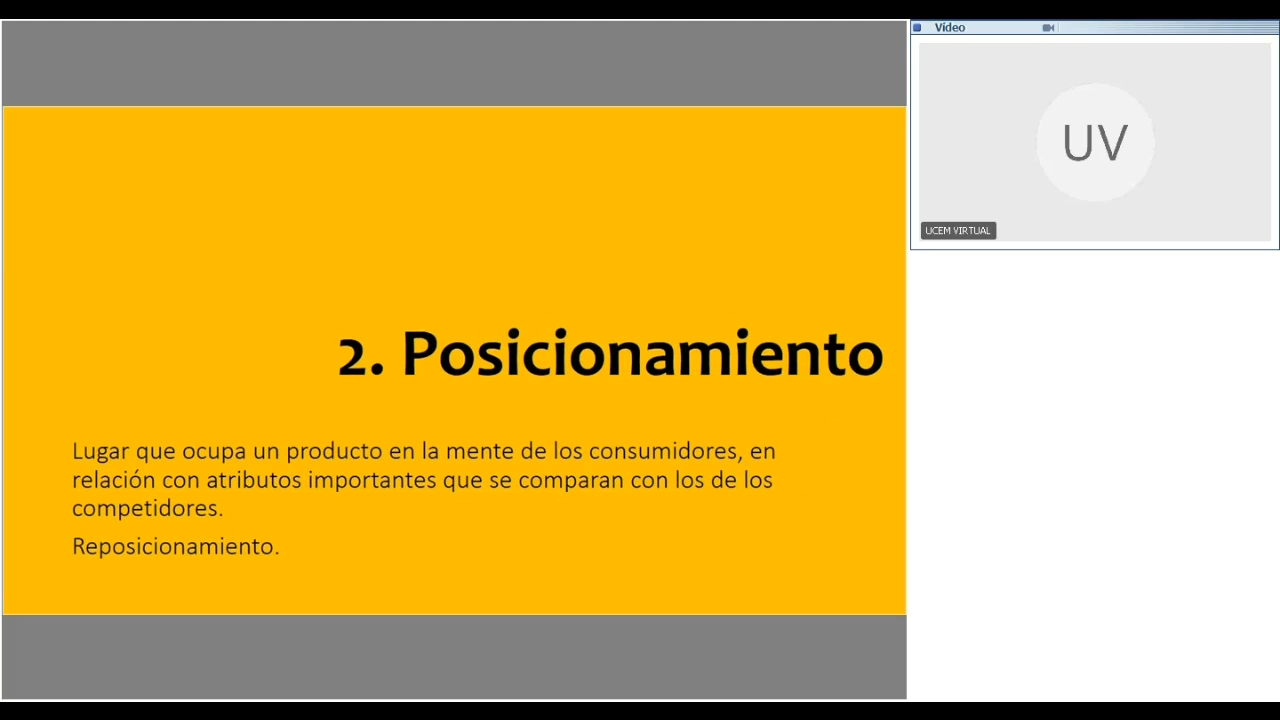 Vídeo
UV
UCEM VIRTUAL
2. Posicionamiento
Lugar que ocupa un producto en la mente de los consumidores, en
relación con atributos importantes que se comparan con los de los
competidores.
Reposicionamiento.